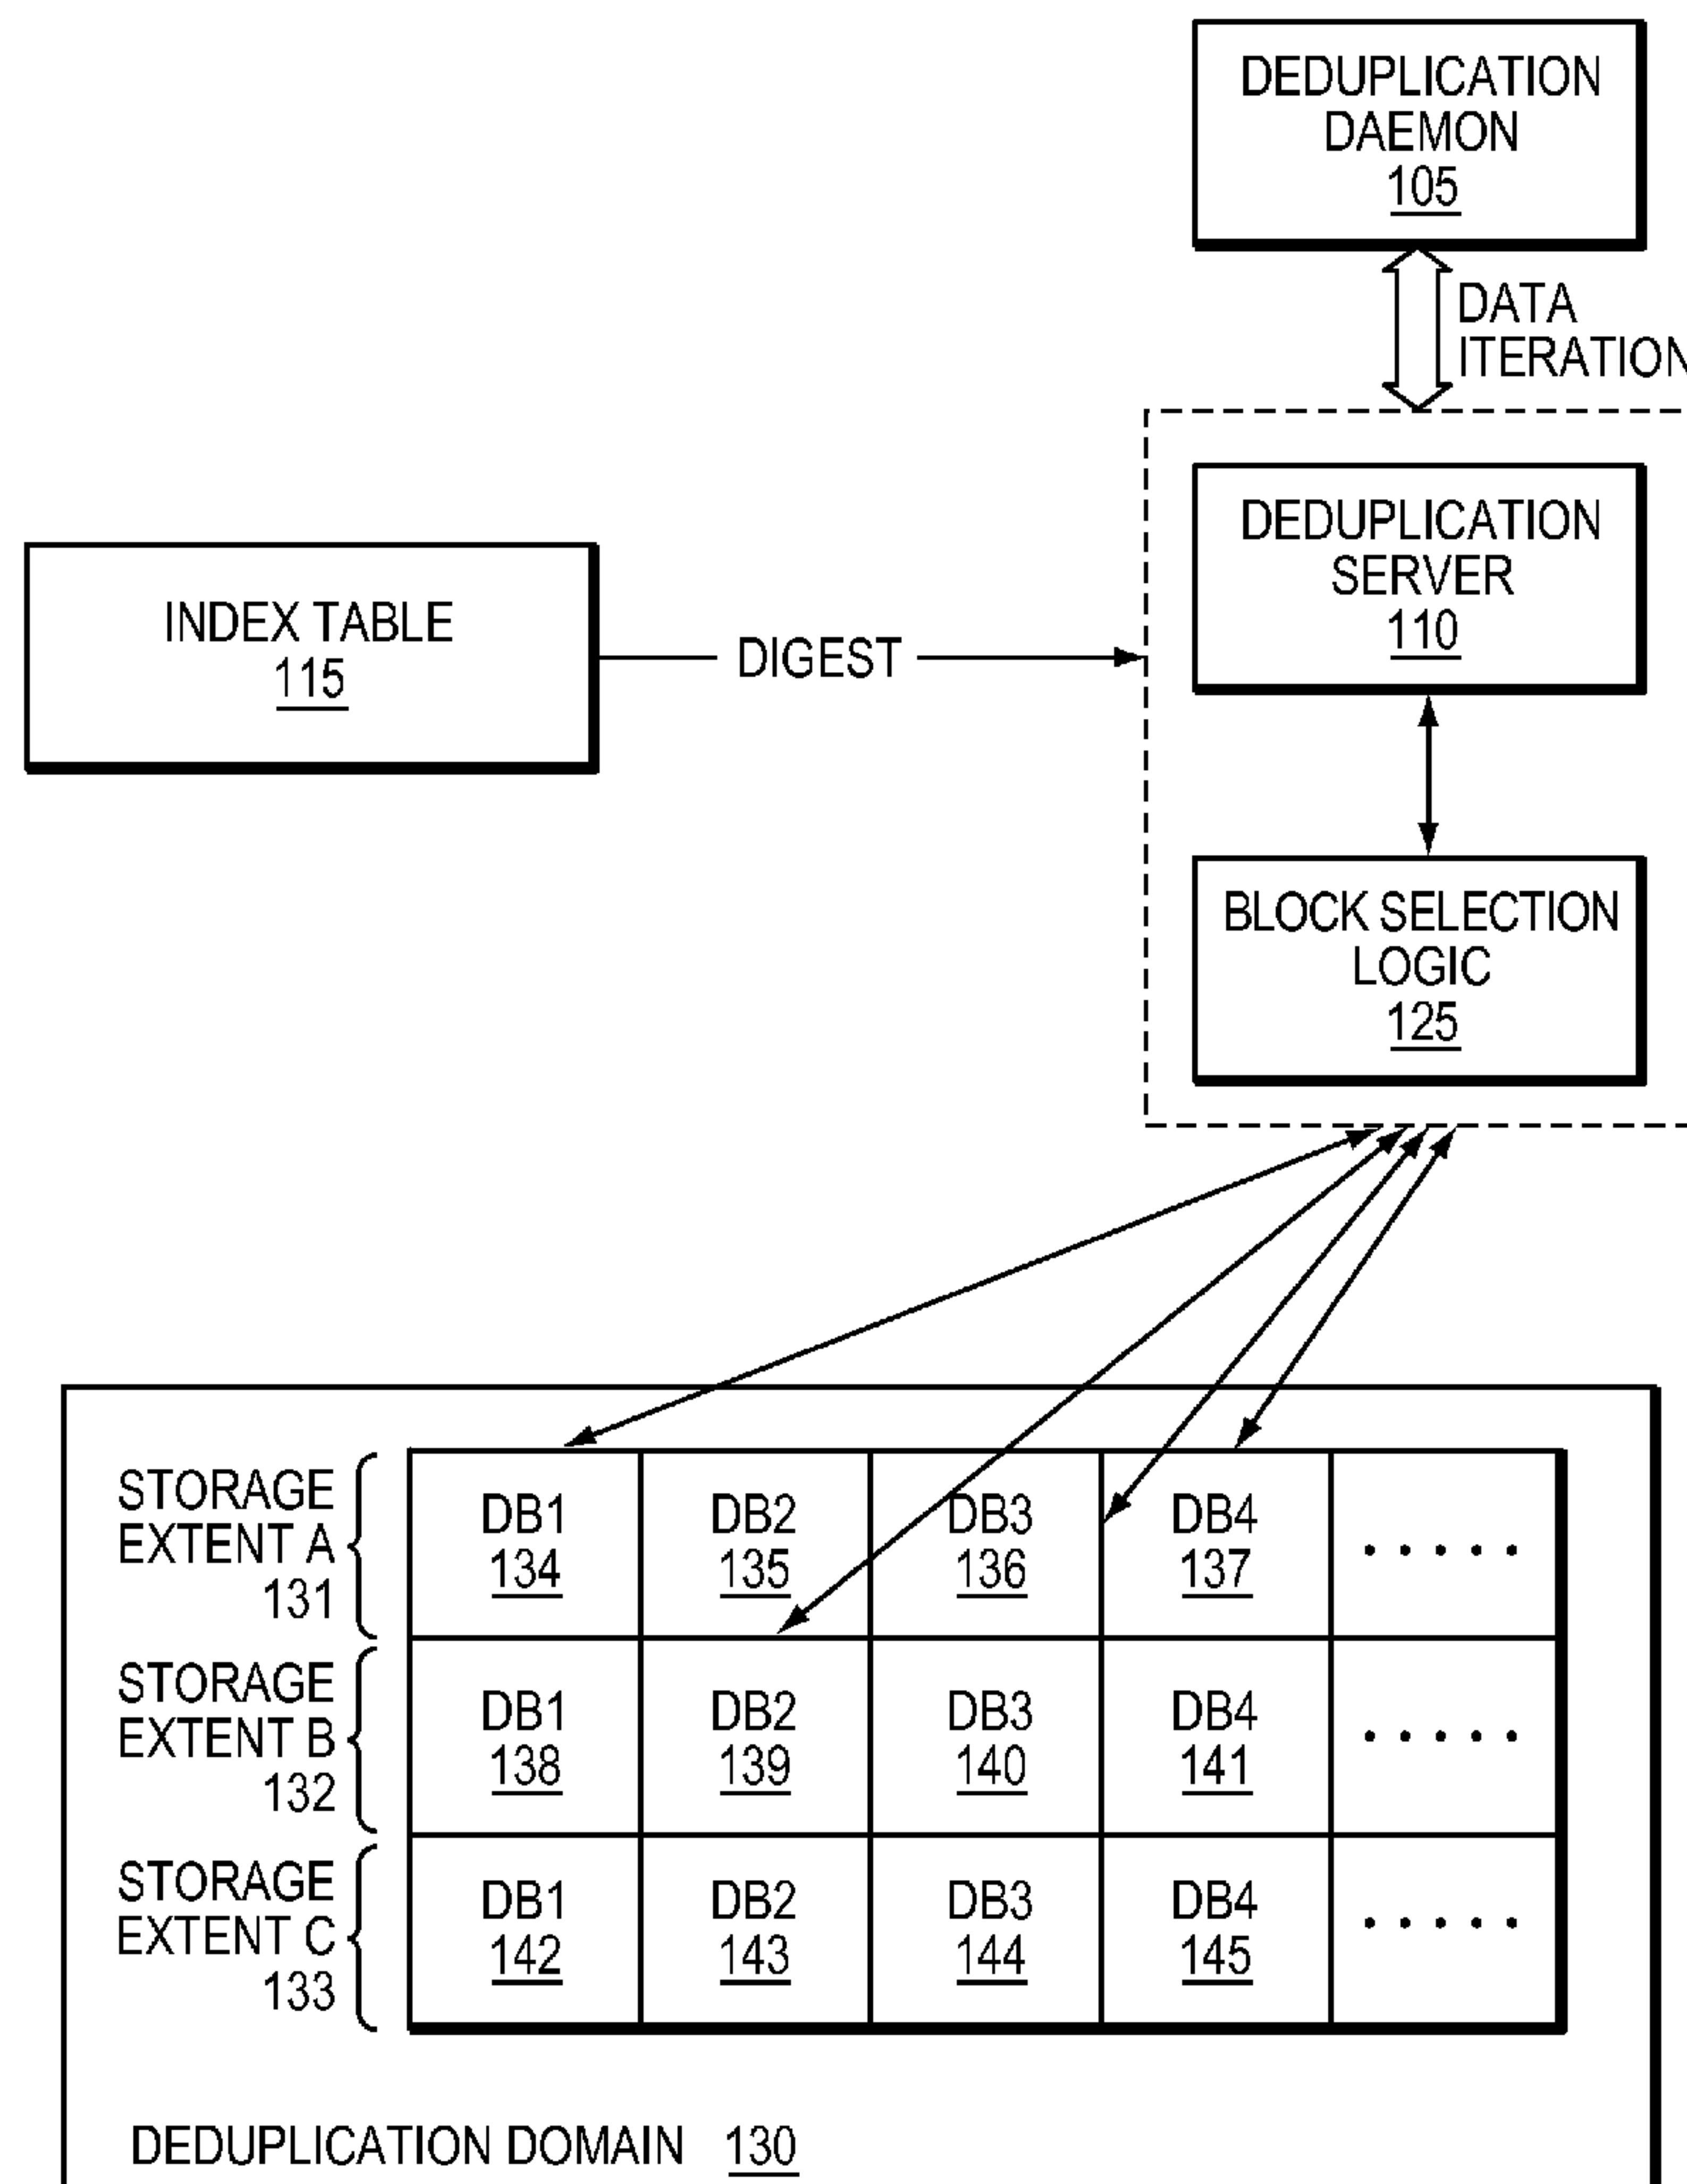 DEDUPLICATION
DAEMON
105
DATA
ITERATION
DEDUPLICATION
SERVER
110
INDEX TABLE
115
DIGEST
BLOCK SELECTION
LOGIC
125
STORAGE
EXTENT A
131
DB1
134
DB2
135
DB3
136
DB4
137
.....
STORAGE
EXTENT B
132
DB1
138
DB2
139
DB3
140
DB4
141
.....
STORAGE
EXTENT C
133
DB1
142
DB2
143
DB3
144
DB4
145
.....
DEDUPLICATION DOMAIN 130